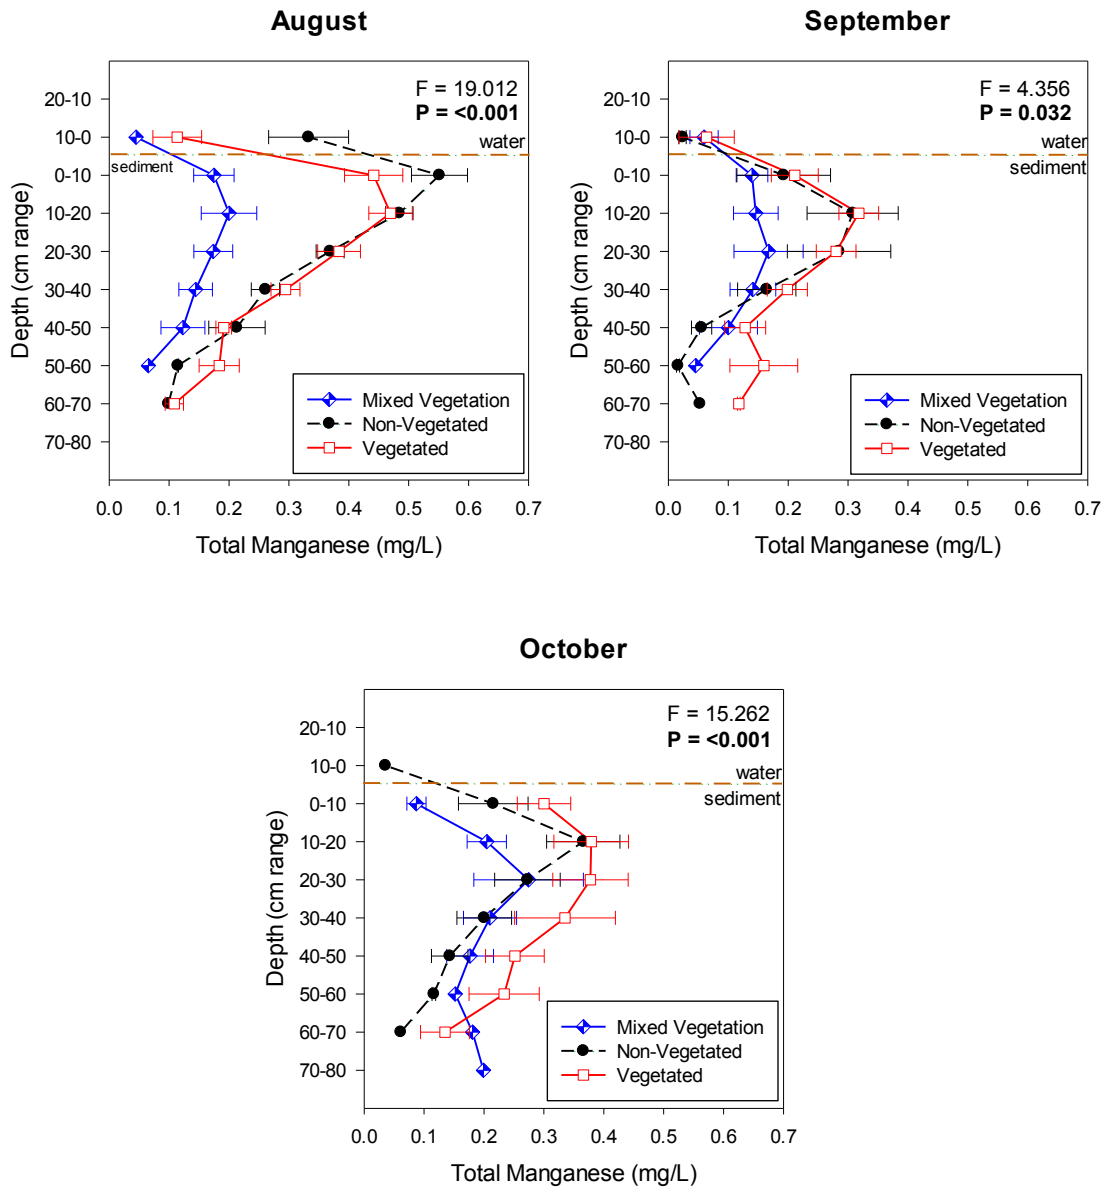 August
F = 19.012
P = <0.001
water
sediment
20-10
10-0
0-10
10-20
20-30
30-40
40-50
50-60
60-70
70-80
Depth (cm range)
Mixed Vegetation
Non-Vegetated
Vegetated
0.0 0.1 0.2 0.3 0.4 0.5 0.6 0.7
Total Manganese (mg/L)
September
F = 4.356
P = 0.032
water
sediment
20-10
10-0
0-10
10-20
20-30
30-40
40-50
50-60
60-70
70-80
Depth (cm range)
Mixed Vegetation
Non-Vegetated
Vegetated
0.0 0.1 0.2 0.3 0.4 0.5 0.6 0.7
Total Manganese (mg/L)
October
F = 15.262
P = <0.001
water
sediment
20-10
10-0
0-10
10-20
20-30
30-40
40-50
50-60
60-70
70-80
Depth (cm range)
Mixed Vegetation
Non-Vegetated
Vegetated
0.0 0.1 0.2 0.3 0.4 0.5 0.6 0.7
Total Manganese (mg/L)